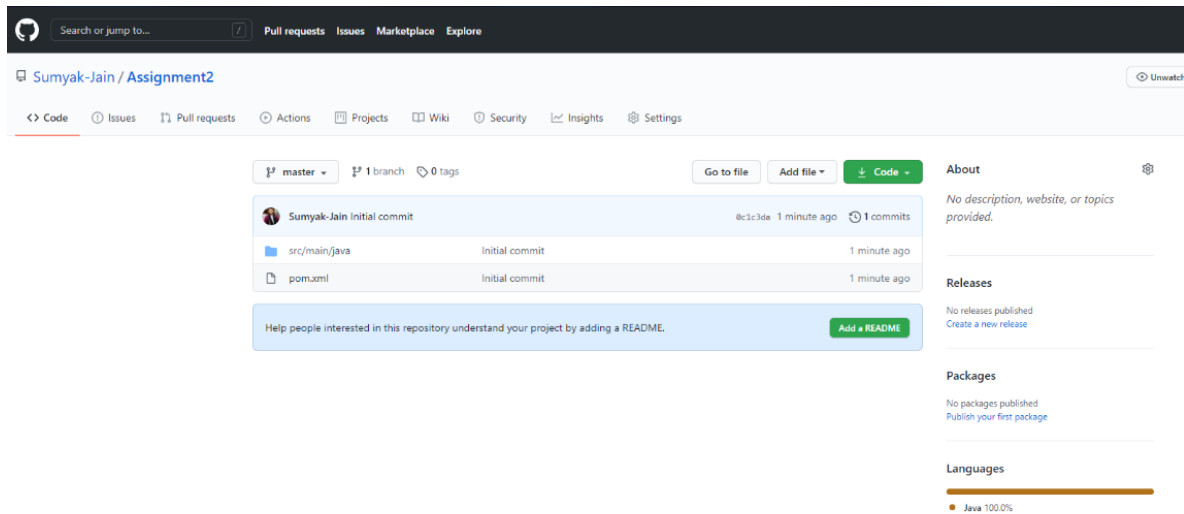 Search or jump to... /
Pull requests Issues Marketplace Explore
Sumyak-Jain / Assignment2
Unwatch
<> Code Issues Pull requests Actions Projects Wiki Security Insights Settings
master 1 branch 0 tags Go to file Add file Code
Sumyak-Jain Initial commit 0c1c3da 1 minute ago 1 commits
src/main/java Initial commit 1 minute ago
pom.xml Initial commit 1 minute ago
Help people interested in this repository understand your project by adding a README. Add a README
About
No description, website, or topics
provided.
Releases
No releases published
Create a new release
Packages
No packages published
Publish your first package
Languages
Java 100.0%